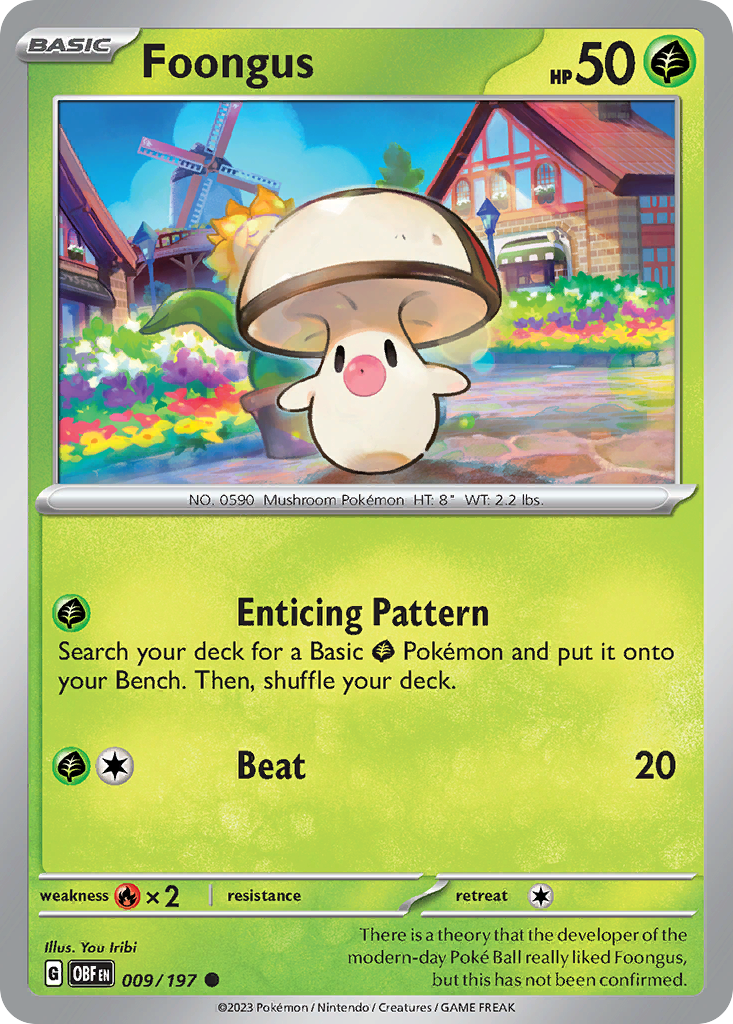 BASIC
Foongus
HP 50
NO. 0590 Mushroom Pokémon HT: 8" WT: 2.2 lbs.
Enticing Pattern
Search your deck for a Basic Pokémon and put it onto
your Bench. Then, shuffle your deck.
Beat 20
weakness ×2 resistance retreat
Illus. You Iribi
There is a theory that the developer of the
modern-day Poké Ball really liked Foongus,
but this has not been confirmed.
G OBF EN 009/197
©2023 Pokémon / Nintendo / Creatures / GAME FREAK